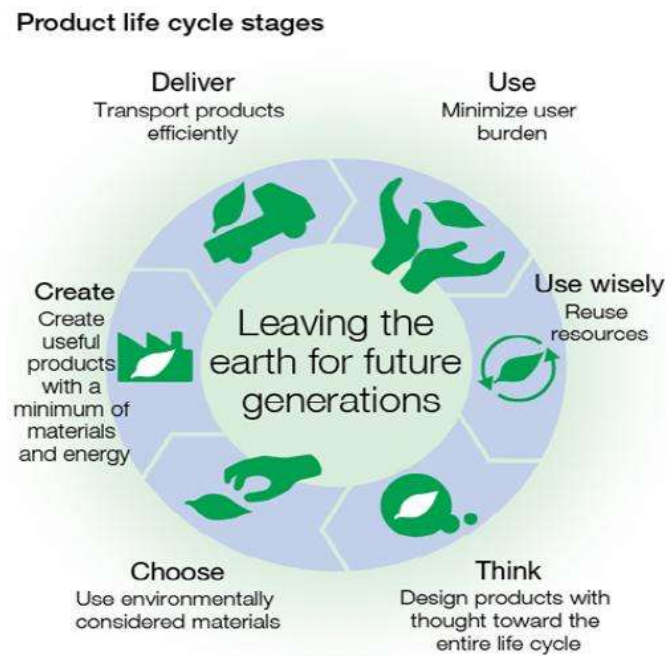 Product life cycle stages
Deliver
Transport products
efficiently
Use
Minimize user
burden
Create
Create
useful
products
with a
minimum of
materials
and energy
Leaving the
earth for future
generations
Use wisely
Reuse
resources
Choose
Use environmentally
considered materials
Think
Design products with
thought toward the
entire life cycle